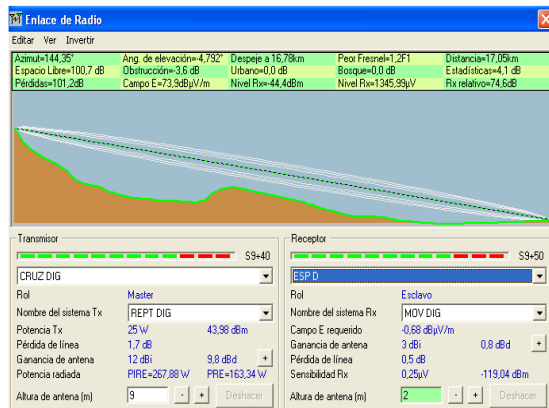 Enlace de Radio
Editar Ver Invertir
Azimut=144,35° Ang. de elevación=-4,792° Despeje a 16,78km Peor Fresnel=1,2F1 Distancia=17,05km
Espacio Libre=100,7 dB Obstrucción=-3,6 dB Urbano=0,0 dB Bosque=0,0 dB Estadísticas=4,1 dB
Pérdidas=101,2dB Campo E=73,9dBµV/m Nivel Rx=-44,4dBm Nivel Rx=1345,99µV Rx relativo=74,6dB
Transmisor
S9+40
CRUZ DIG
Rol Master
Nombre del sistema Tx REPT DIG
Potencia Tx 25 W 43,98 dBm
Pérdida de línea 1,7 dB
Ganancia de antena 12 dBi 9,8 dBd +
Potencia radiada PIRE=267,88 W PRE=163,34 W
Altura de antena (m) 9 - + Deshacer
Receptor
S9+50
ESP D
Rol Esclavo
Nombre del sistema Rx MOV DIG
Campo E requerido -0,68 dBµV/m
Ganancia de antena 3 dBi 0,8 dBd +
Pérdida de línea 0,5 dB
Sensibilidad Rx 0,25µV -119,04 dBm
Altura de antena (m) 2 - + Deshacer